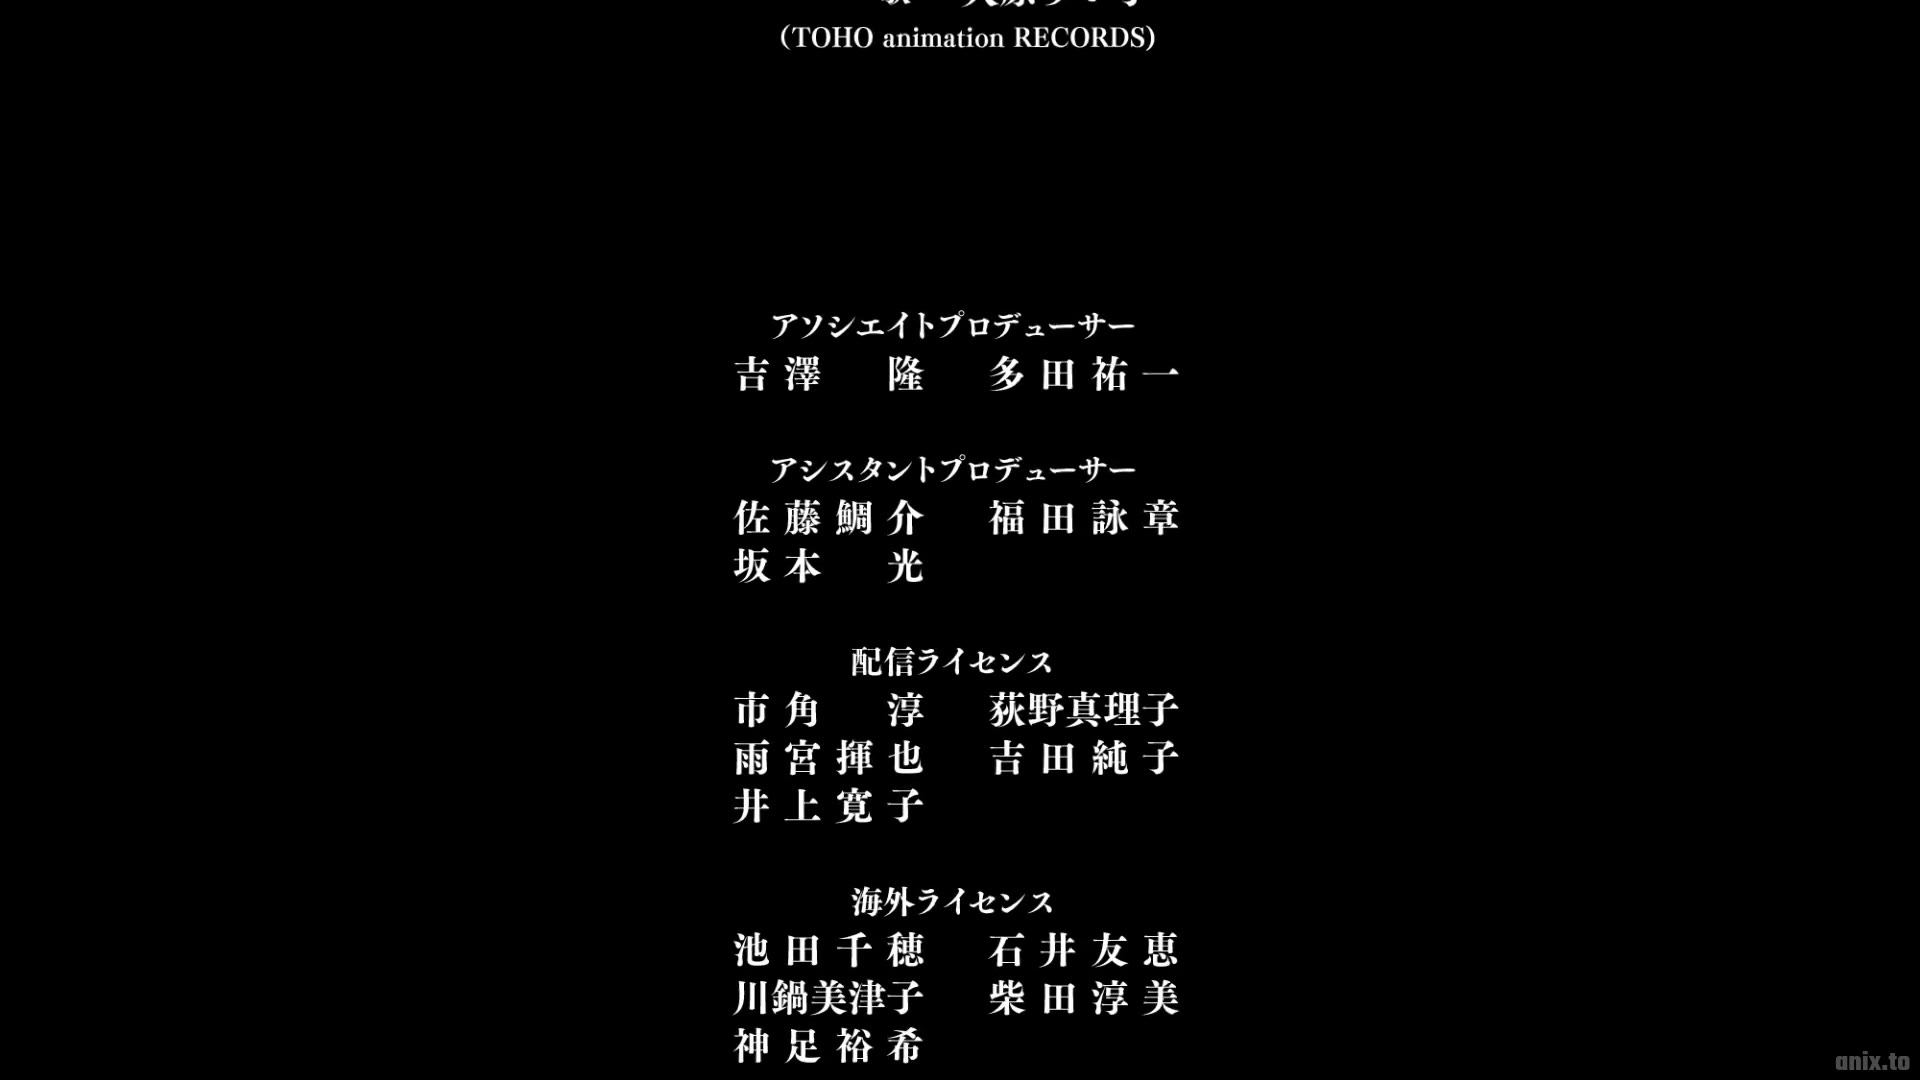 (TOHO animation RECORDS)
アソシエイトプロデューサー
吉澤 隆 多田祐一
アシスタントプロデューサー
佐藤鯛介 福田詠章
坂本 光
配信ライセンス
市角 淳 荻野真理子
雨宮揮也 吉田純子
井上寛子
海外ライセンス
池田千穂 石井友恵
川鍋美津子 柴田淳美
神足裕希
anix.to